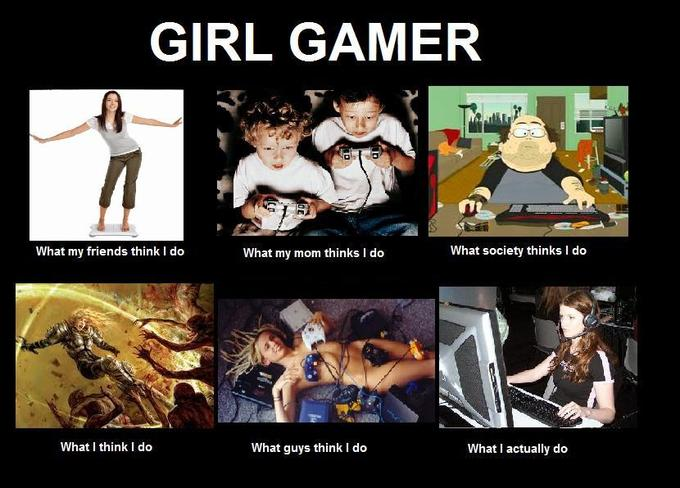 GIRL GAMER
What my friends think I do
What my mom thinks I do
What society thinks I do
What I think I do
What guys think I do
What I actually do